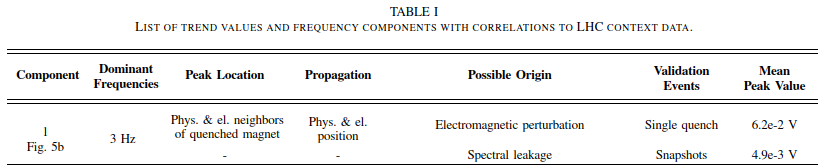 TABLE I
LIST OF TREND VALUES AND FREQUENCY COMPONENTS WITH CORRELATIONS TO LHC CONTEXT DATA.
Component Dominant Frequencies Peak Location Propagation Possible Origin Validation Events Mean Peak Value
1 Fig. 5b 3 Hz Phys. & el. neighbors of quenched magnet Phys. & el. position Electromagnetic perturbation Single quench 6.2e-2 V
- - Spectral leakage Snapshots 4.9e-3 V